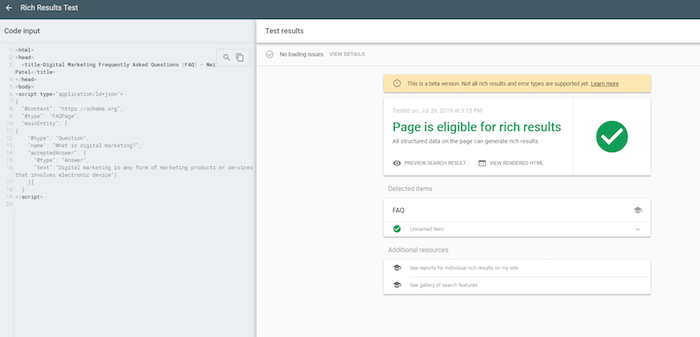 Rich Results Test
Code input
1 <html>
2 <head>
3 <title>Digital Marketing Frequently Asked Questions (FAQ) - Nei
Patel</title>
4 </head>
5 <body>
6 <script type="application/ld+json">
7 {
8 "@context": "https://schema.org",
9 "@type": "FAQPage",
10 "mainEntity": [
11 {
12 "@type": "Question",
13 "name": "What is digital marketing?",
14 "acceptedAnswer": {
15 "@type": "Answer",
16 "text": "Digital marketing is any form of marketing products or services
that involves electronic device"}
17 }]
18 }
19 </script>
20
Test results
No loading issues VIEW DETAILS
This is a beta version. Not all rich results and error types are supported yet. Learn more
Tested on: Jul 26, 2019 at 5:15 PM
Page is eligible for rich results
All structured data on the page can generate rich results.
PREVIEW SEARCH RESULT VIEW RENDERED HTML
Detected items
FAQ
Unnamed item
Additional resources
See reports for individual rich results on my site
See gallery of search features